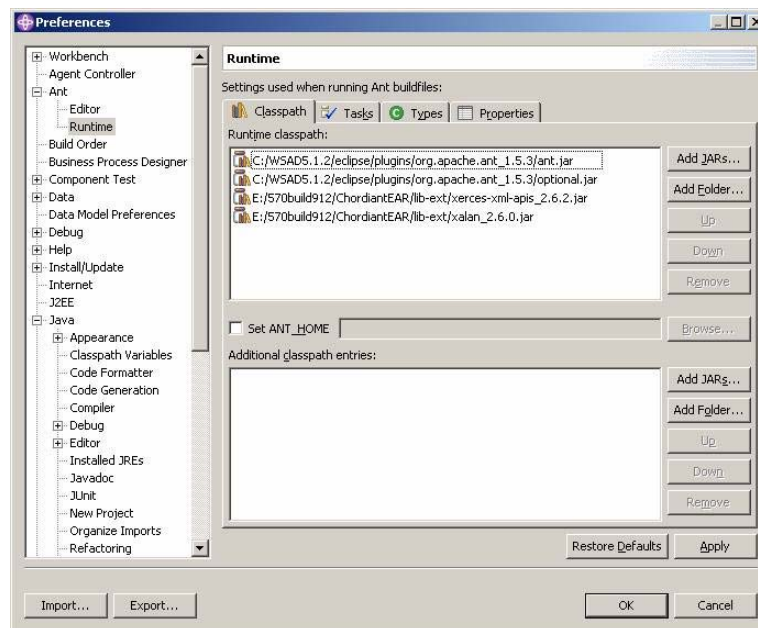 Preferences
Workbench
Agent Controller
Ant
Editor
Runtime
Build Order
Business Process Designer
Component Test
Data
Data Model Preferences
Debug
Help
Install/Update
Internet
J2EE
Java
Appearance
Classpath Variables
Code Formatter
Code Generation
Compiler
Debug
Editor
Installed JREs
Javadoc
JUnit
New Project
Organize Imports
Refactoring
Runtime
Settings used when running Ant buildfiles:
Classpath Tasks Types Properties
Runtime classpath:
C:/WSAD5.1.2/eclipse/plugins/org.apache.ant_1.5.3/ant.jar
C:/WSAD5.1.2/eclipse/plugins/org.apache.ant_1.5.3/optional.jar
E:/570build912/ChordiantEAR/lib-ext/xerces-xml-apis_2.6.2.jar
E:/570build912/ChordiantEAR/lib-ext/xalan_2.6.0.jar
Add JARs...
Add Folder...
Up
Down
Remove
Set ANT_HOME
Browse...
Additional classpath entries:
Add JARs...
Add Folder...
Up
Down
Remove
Restore Defaults
Apply
Import...
Export...
OK
Cancel